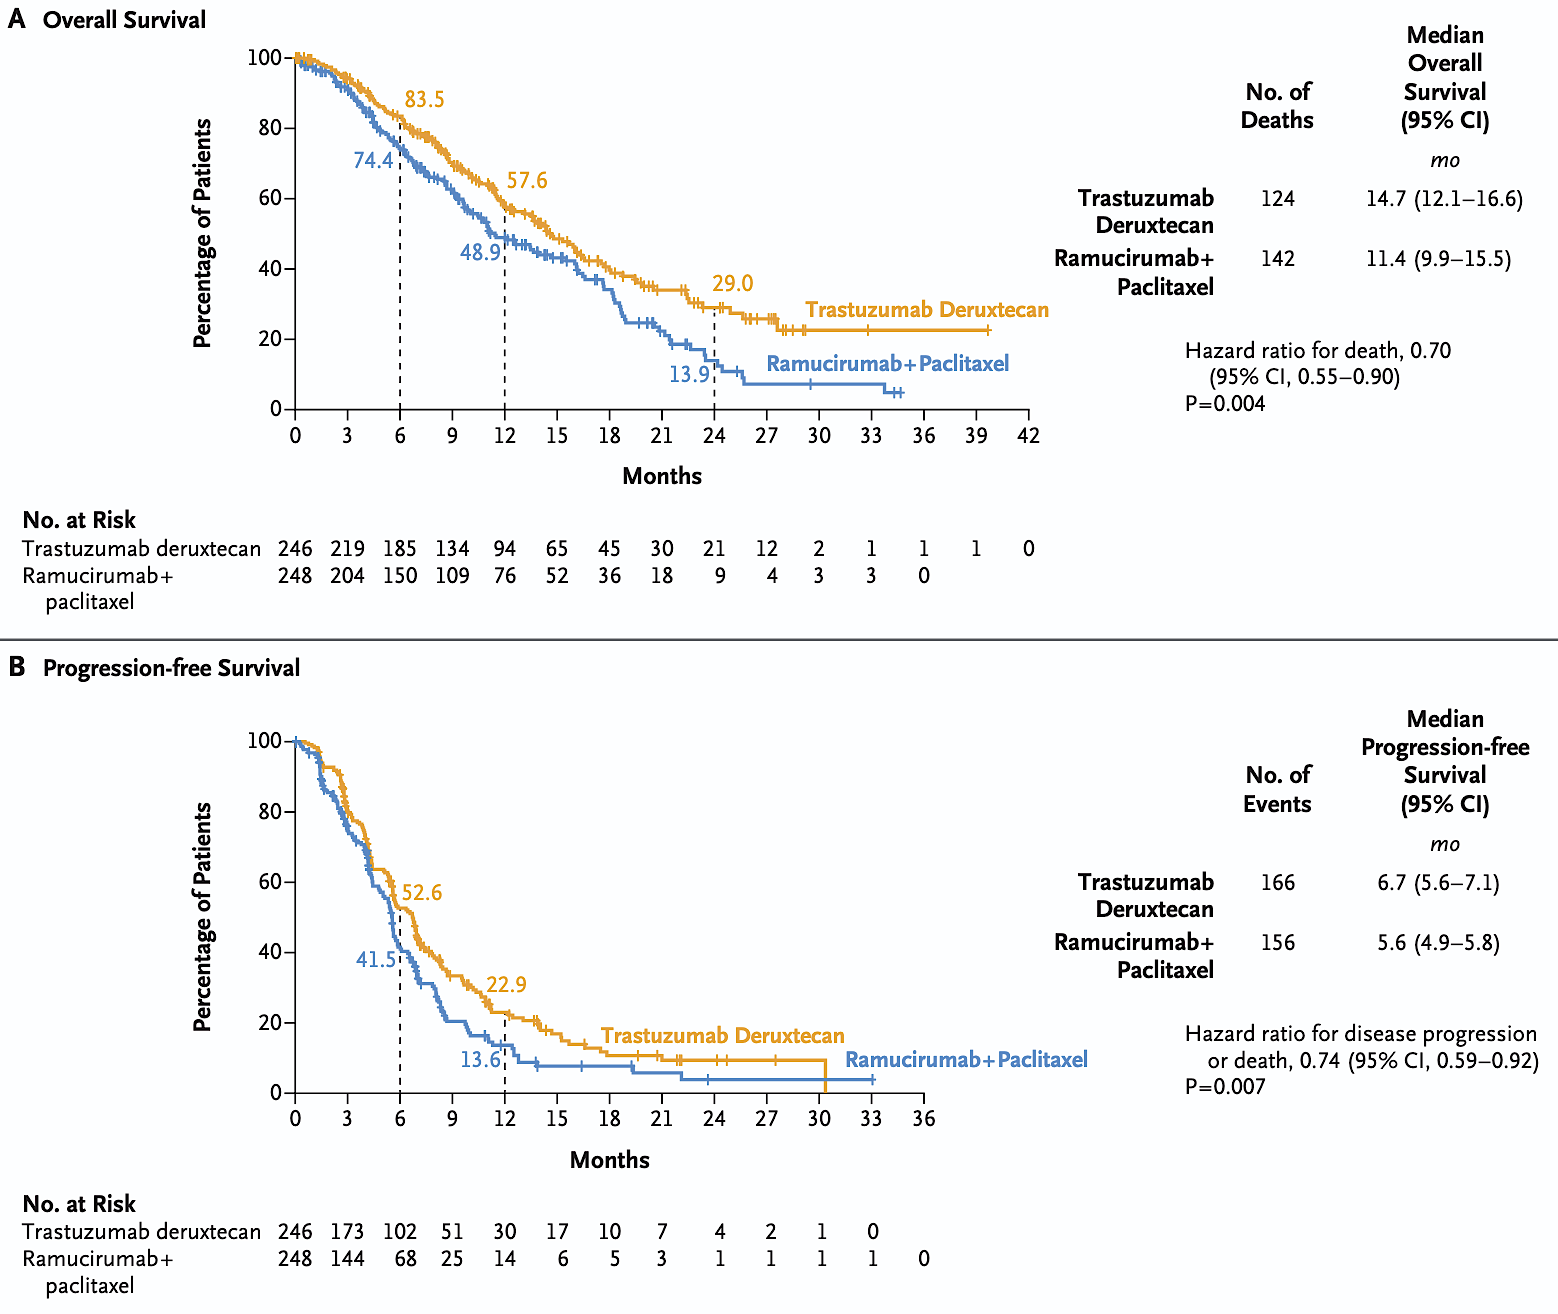 A Overall Survival
Percentage of Patients
100
80
60
40
20
0
83.5
74.4
57.6
48.9
29.0
13.9
Trastuzumab Deruxtecan
Ramucirumab+Paclitaxel
0 3 6 9 12 15 18 21 24 27 30 33 36 39 42
Months
No. of
Deaths
Median
Overall
Survival
(95% CI)
mo
Trastuzumab
Deruxtecan
124 14.7 (12.1–16.6)
Ramucirumab+
Paclitaxel
142 11.4 (9.9–15.5)
Hazard ratio for death, 0.70
(95% CI, 0.55–0.90)
P=0.004
No. at Risk
Trastuzumab deruxtecan 246 219 185 134 94 65 45 30 21 12 2 1 1 1 0
Ramucirumab+ 248 204 150 109 76 52 36 18 9 4 3 3 0
paclitaxel
B Progression-free Survival
Percentage of Patients
100
80
60
40
20
0
52.6
41.5
22.9
13.6
Trastuzumab Deruxtecan
Ramucirumab+Paclitaxel
0 3 6 9 12 15 18 21 24 27 30 33 36
Months
No. of
Events
Median
Progression-free
Survival
(95% CI)
mo
Trastuzumab
Deruxtecan
166 6.7 (5.6–7.1)
Ramucirumab+
Paclitaxel
156 5.6 (4.9–5.8)
Hazard ratio for disease progression
or death, 0.74 (95% CI, 0.59–0.92)
P=0.007
No. at Risk
Trastuzumab deruxtecan 246 173 102 51 30 17 10 7 4 2 1 0
Ramucirumab+ 248 144 68 25 14 6 5 3 1 1 1 1 0
paclitaxel